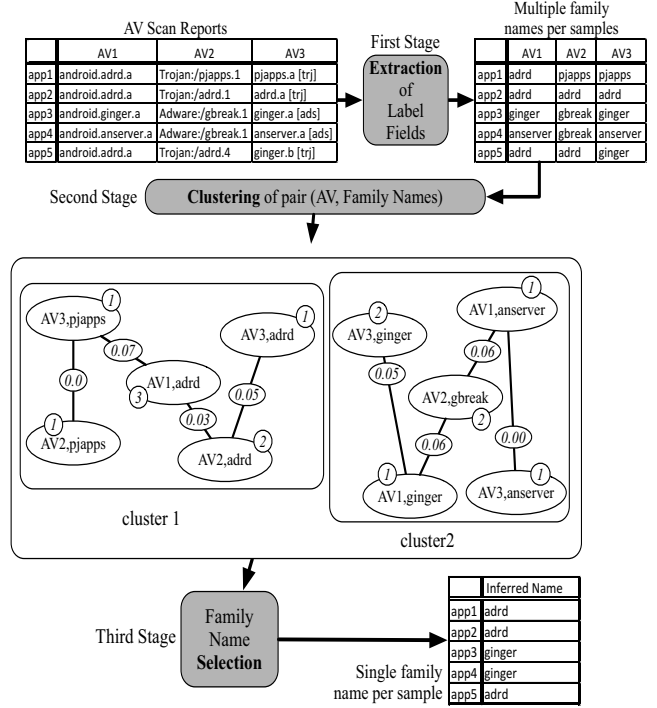 AV Scan Reports
AV1 AV2 AV3
app1 android.adrd.a Trojan:/pjapps.1 pjapps.a [trj]
app2 android.adrd.a Trojan:/adrd.1 adrd.a [trj]
app3 android.ginger.a Adware:/gbreak.1 ginger.a [ads]
app4 android.anserver.a Adware:/gbreak.1 anserver.a [ads]
app5 android.adrd.a Trojan:/adrd.4 ginger.b [trj]
First Stage
Extraction
of
Label
Fields
Multiple family
names per samples
AV1 AV2 AV3
app1 adrd pjapps pjapps
app2 adrd adrd adrd
app3 ginger gbreak ginger
app4 anserver gbreak anserver
app5 adrd adrd ginger
Second Stage
Clustering of pair (AV, Family Names)
1
AV3,pjapps
0.07
0.0
1
AV3,adrd
AV1,adrd
3
0.03
0.05
1
AV2,pjapps
2
AV2,adrd
cluster 1
2
AV3,ginger
1
AV1,anserver
0.05
0.06
AV2,gbreak
2
0.06
0.00
1
AV1,ginger
1
AV3,anserver
cluster2
Third Stage
Family
Name
Selection
Single family
name per sample
Inferred Name
app1 adrd
app2 adrd
app3 ginger
app4 ginger
app5 adrd